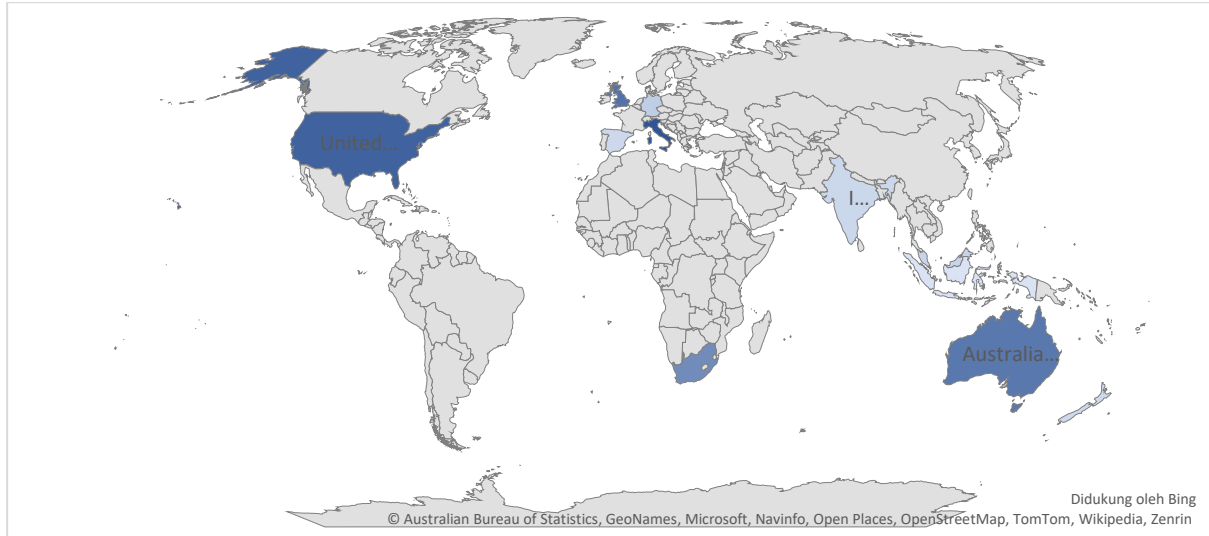 United...
I...
Australia...
Didukung oleh Bing
© Australian Bureau of Statistics, GeoNames, Microsoft, Navinfo, Open Places, OpenStreetMap, TomTom, Wikipedia, Zenrin